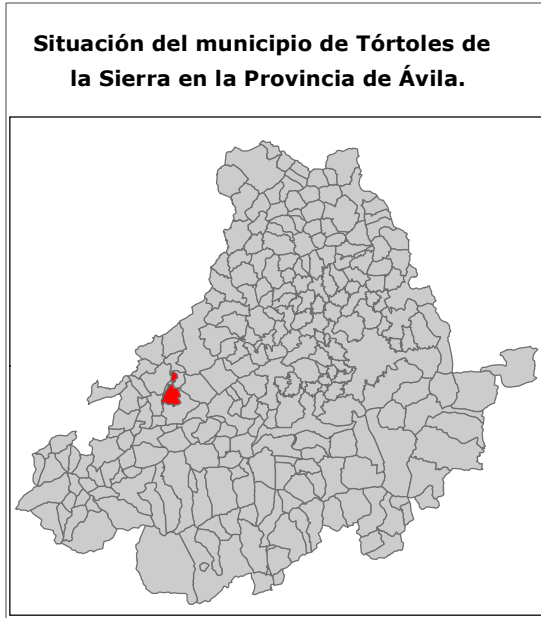 Situación del municipio de Tórtoles de
la Sierra en la Provincia de Ávila.